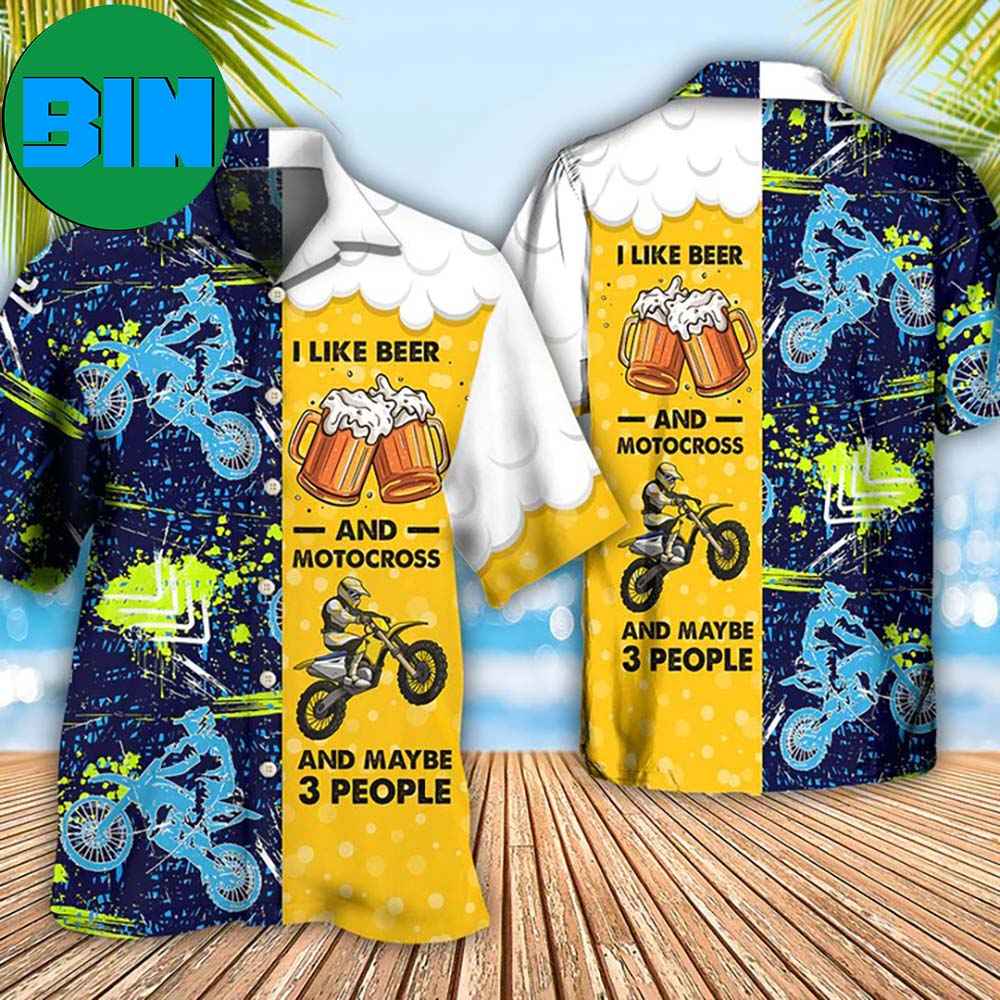 BIN
I LIKE BEER
AND
MOTOCROSS
AND MAYBE
3 PEOPLE
I LIKE BEER
AND
MOTOCROSS
AND MAYBE
3 PEOPLE